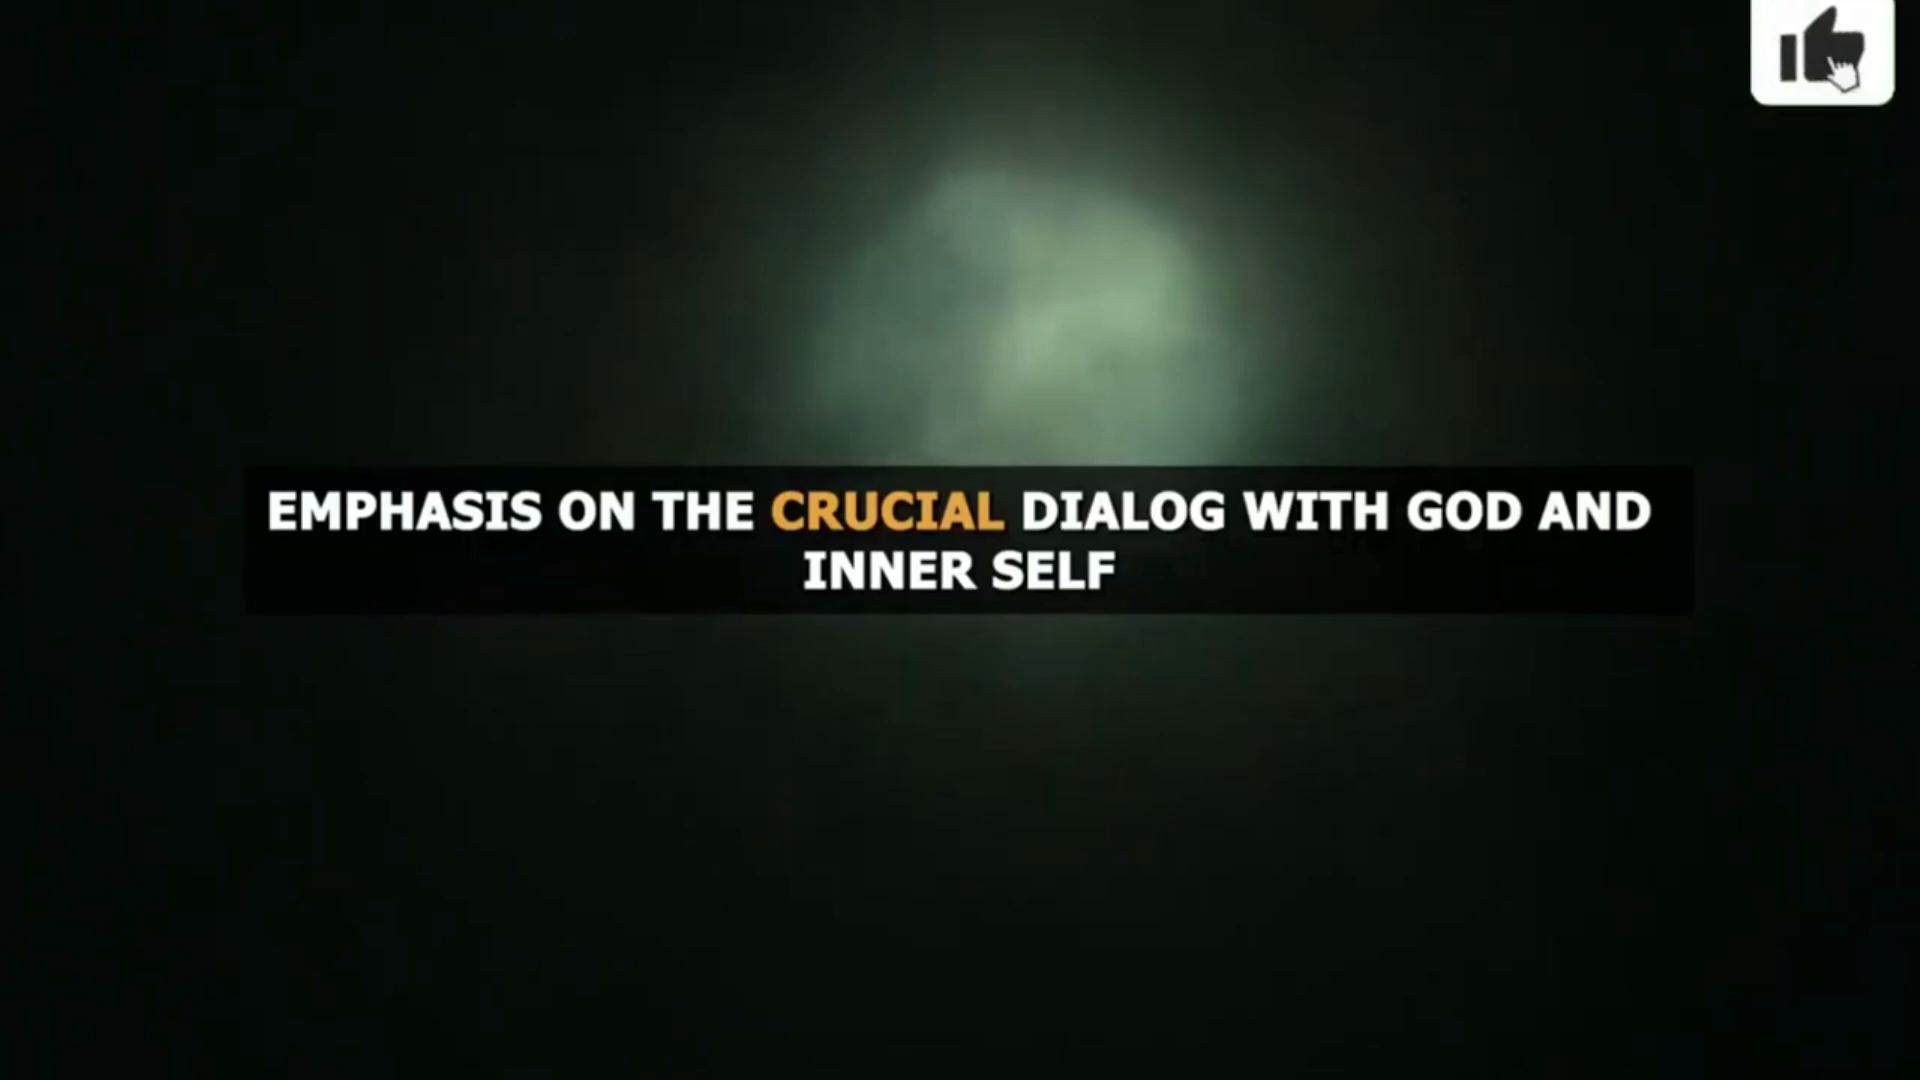 EMPHASIS ON THE CRUCIAL DIALOG WITH GOD AND
INNER SELF